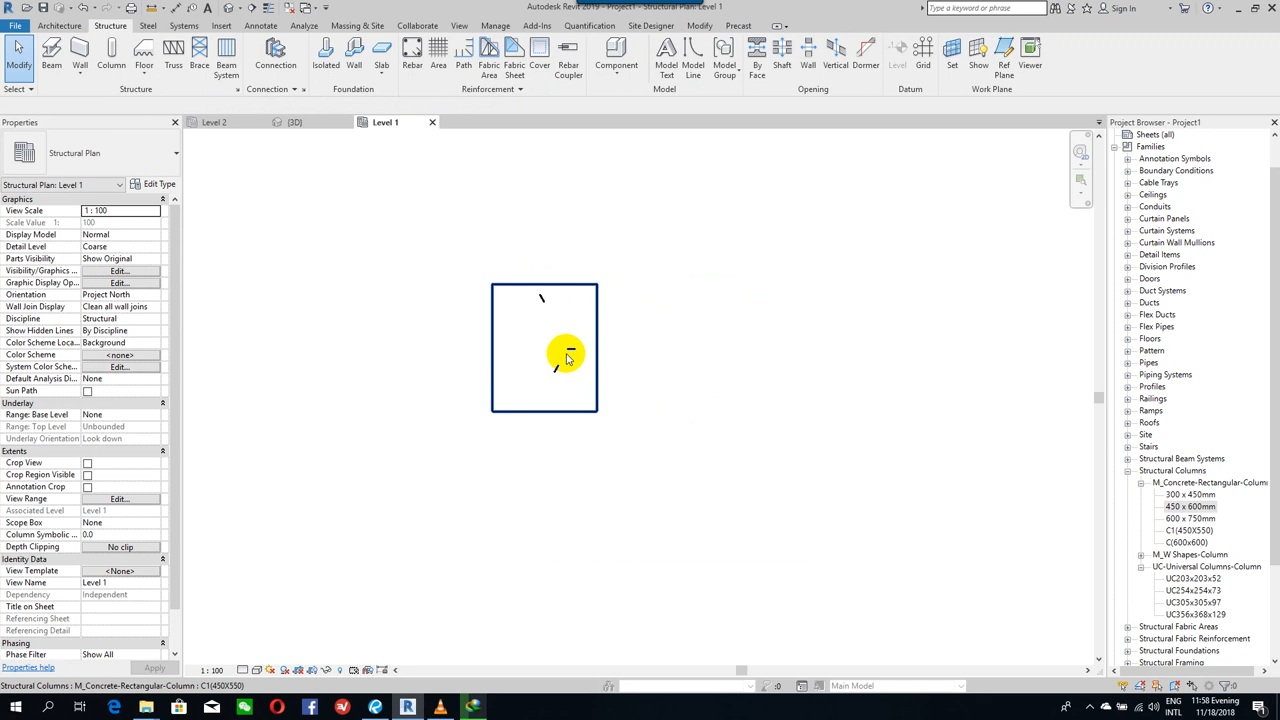 Autodesk Revit 2019 - Project1 - Structural Plan: Level 1
Type a keyword or phrase
Sign In
File Architecture Structure Steel Systems Insert Annotate Analyze Massing & Site Collaborate View Manage Add-Ins Quantification Site Designer Modify Precast
Modify Beam Wall Column Floor Truss Brace Beam System Connection Isolated Wall Slab Rebar Area Path Fabric Area Fabric Sheet Cover Rebar Coupler Component Model Text Model Line Model Group By Face Shaft Wall Vertical Dormer Level Grid Set Show Ref Plane Viewer
Select Structure Connection Foundation Reinforcement Model Opening Datum Work Plane
Properties
Level 2
{3D}
Level 1
Project Browser - Project1
Structural Plan
Structural Plan: Level 1
Edit Type
Graphics
View Scale 1 : 100
Scale Value 1: 100
Display Model Normal
Detail Level Coarse
Parts Visibility Show Original
Visibility/Graphics ... Edit...
Graphic Display Op... Edit...
Orientation Project North
Wall Join Display Clean all wall joins
Discipline Structural
Show Hidden Lines By Discipline
Color Scheme Loca... Background
Color Scheme <none>
System Color Sche... Edit...
Default Analysis Di... None
Sun Path
Underlay
Range: Base Level None
Range: Top Level Unbounded
Underlay Orientation Look down
Extents
Crop View
Crop Region Visible
Annotation Crop
View Range Edit...
Associated Level Level 1
Scope Box None
Column Symbolic ... 0.0
Depth Clipping No clip
Identity Data
View Template <None>
View Name Level 1
Dependency Independent
Title on Sheet
Referencing Sheet
Referencing Detail
Phasing
Phase Filter Show All
Properties help
Apply
Sheets (all)
Families
Annotation Symbols
Boundary Conditions
Cable Trays
Ceilings
Conduits
Curtain Panels
Curtain Systems
Curtain Wall Mullions
Detail Items
Division Profiles
Doors
Duct Systems
Ducts
Flex Ducts
Flex Pipes
Floors
Pattern
Pipes
Piping Systems
Profiles
Railings
Ramps
Roofs
Site
Stairs
Structural Beam Systems
Structural Columns
M_Concrete-Rectangular-Colum
300 x 450mm
450 x 600mm
600 x 750mm
C1(450X550)
C(600x600)
M_W Shapes-Column
UC-Universal Columns-Column
UC203x203x52
UC254x254x73
UC305x305x97
UC356x368x129
Structural Fabric Areas
Structural Fabric Reinforcement
Structural Foundations
Structural Framing
1 : 100
Structural Columns : M_Concrete-Rectangular-Column : C1(450X550)
:0
Main Model
:0
ENG
INTL
11:58 Evening
11/18/2018